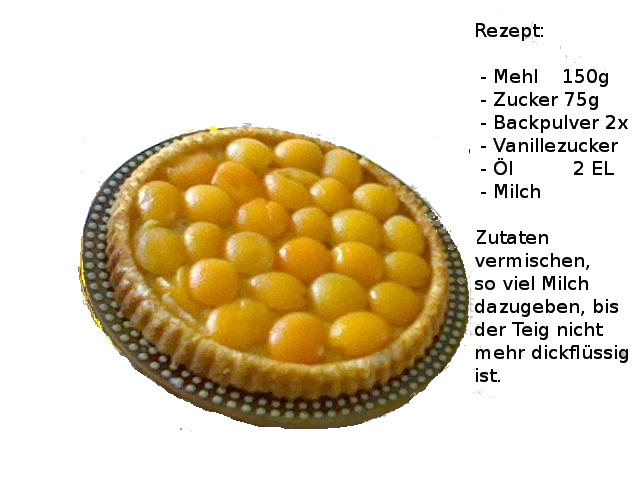 Rezept:
- Mehl 150g
- Zucker 75g
- Backpulver 2x
- Vanillezucker
- Öl 2 EL
- Milch
Zutaten
vermischen,
so viel Milch
dazugeben, bis
der Teig nicht
mehr dickflüssig
ist.